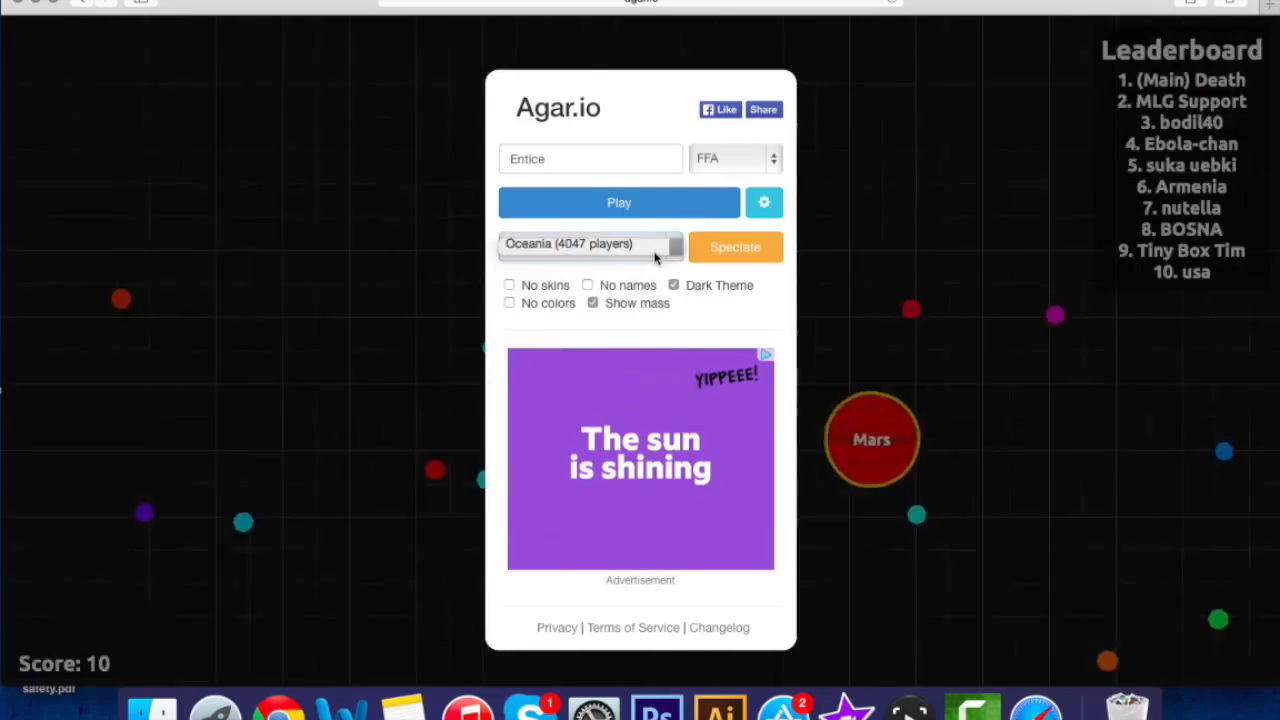 Leaderboard
1. (Main) Death
2. MLG Support
3. bodil40
4. Ebola-chan
5. suka uebki
6. Armenia
7. nutella
8. BOSNA
9. Tiny Box Tim
10. usa
Agar.io
Like Share
Entice FFA
Play
Oceania (4047 players) Spectate
No skins No names Dark Theme
No colors Show mass
YIPPEEE!
The sun
is shining
Mars
Advertisement
Privacy | Terms of Service | Changelog
Score: 10
safety.pdf
1
Ps
Ai
2